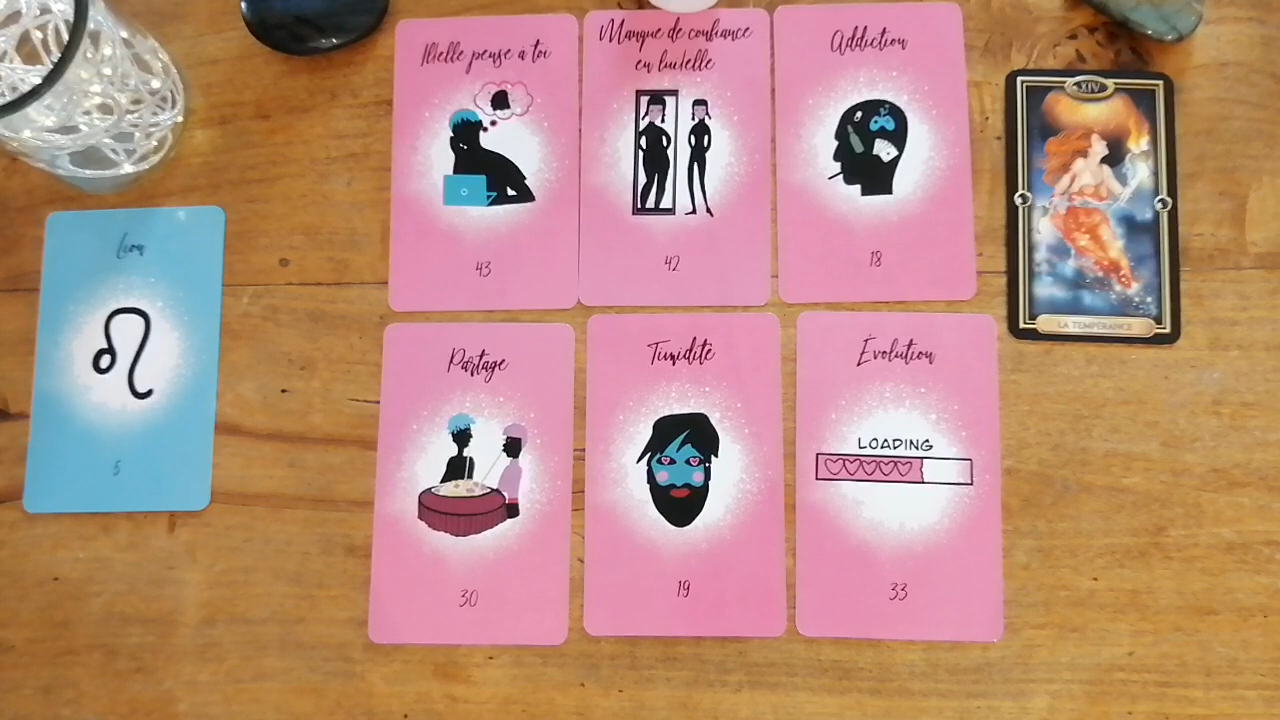 Lion
5
Il/elle pense à toi
43
Manque de confiance
en lui/elle
42
Addiction
18
XIV
LA TEMPÉRANCE
Partage
30
Timidité
19
Évolution
LOADING
33